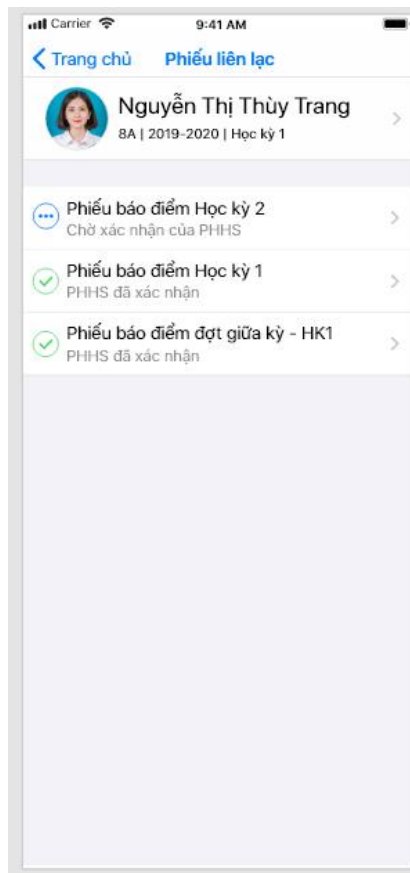 Carrier
9:41 AM
Trang chủ
Phiếu liên lạc
Nguyễn Thị Thùy Trang
8A | 2019-2020 | Học kỳ 1
Phiếu báo điểm Học kỳ 2
Chờ xác nhận của PHHS
Phiếu báo điểm Học kỳ 1
PHHS đã xác nhận
Phiếu báo điểm đợt giữa kỳ - HK1
PHHS đã xác nhận